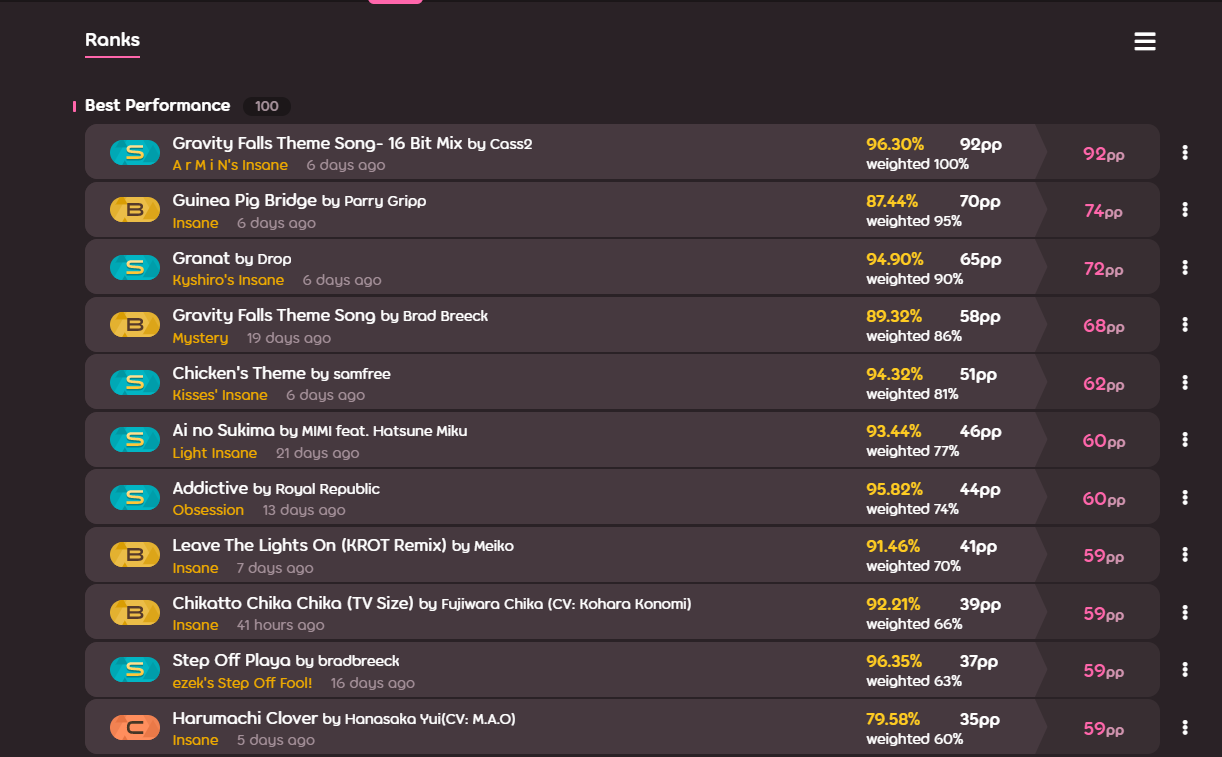 Ranks
Best Performance 100
S Gravity Falls Theme Song- 16 Bit Mix by Cass2 96.30% 92pp 92pp
A r M i N's Insane 6 days ago weighted 100%
B Guinea Pig Bridge by Parry Gripp 87.44% 70pp 74pp
Insane 6 days ago weighted 95%
S Granat by Drop 94.90% 65pp 72pp
Kyshiro's Insane 6 days ago weighted 90%
B Gravity Falls Theme Song by Brad Breeck 89.32% 58pp 68pp
Mystery 19 days ago weighted 86%
S Chicken's Theme by samfree 94.32% 51pp 62pp
Kisses' Insane 6 days ago weighted 81%
S Ai no Sukima by MIMI feat. Hatsune Miku 93.44% 46pp 60pp
Light Insane 21 days ago weighted 77%
S Addictive by Royal Republic 95.82% 44pp 60pp
Obsession 13 days ago weighted 74%
B Leave The Lights On (KROT Remix) by Meiko 91.46% 41pp 59pp
Insane 7 days ago weighted 70%
B Chikatto Chika Chika (TV Size) by Fujiwara Chika (CV: Kohara Konomi) 92.21% 39pp 59pp
Insane 41 hours ago weighted 66%
S Step Off Playa by bradbreeck 96.35% 37pp 59pp
ezek's Step Off Fool! 16 days ago weighted 63%
C Harumachi Clover by Hanasaka Yui(CV: M.A.O) 79.58% 35pp 59pp
Insane 5 days ago weighted 60%